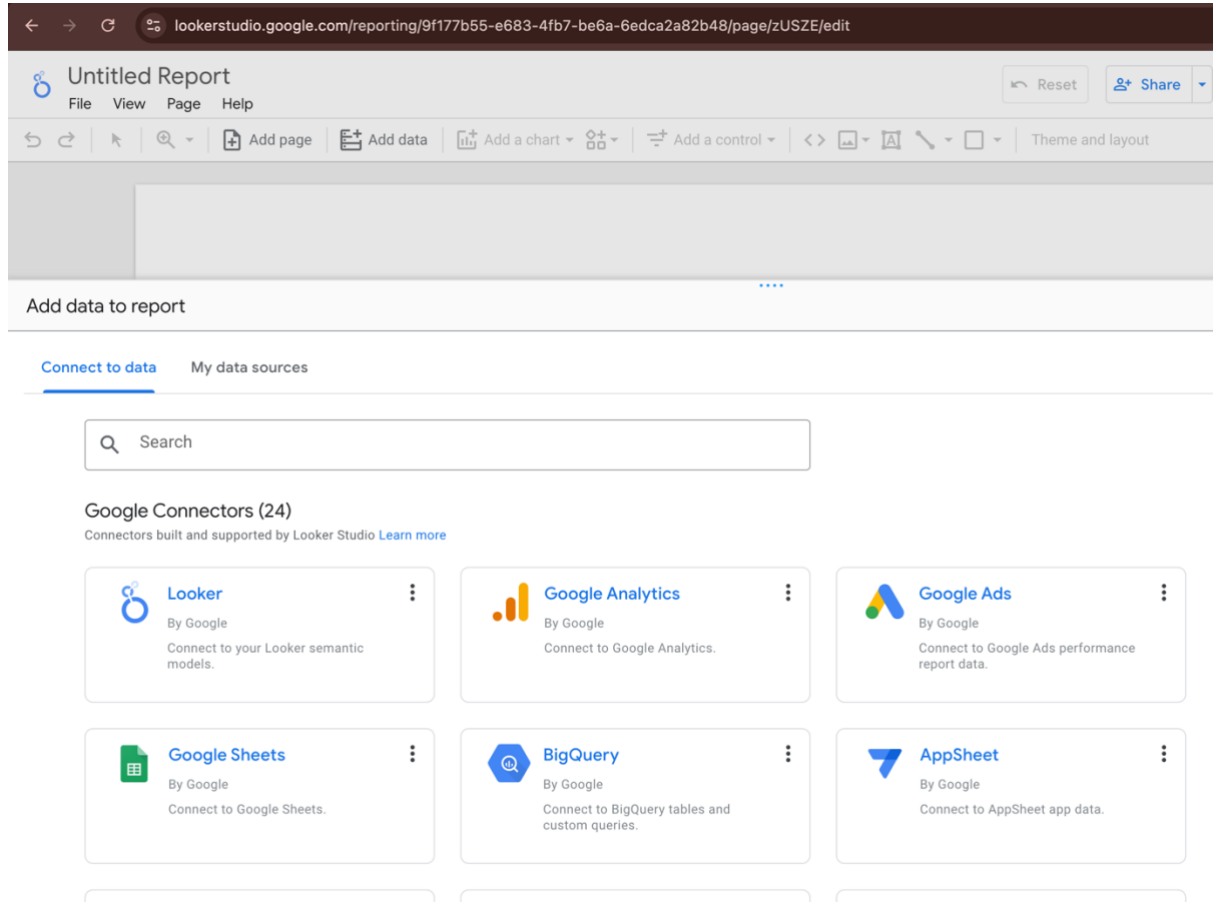 lookerstudio.google.com/reporting/9f177b55-e683-4fb7-be6a-6edca2a82b48/page/zUSZE/edit
Untitled Report
File View Page Help
Reset Share
Add page Add data Add a chart Add a control Theme and layout
Add data to report
Connect to data My data sources
Search
Google Connectors (24)
Connectors built and supported by Looker Studio Learn more
Looker
By Google
Connect to your Looker semantic
models.
Google Analytics
By Google
Connect to Google Analytics.
Google Ads
By Google
Connect to Google Ads performance
report data.
Google Sheets
By Google
Connect to Google Sheets.
BigQuery
By Google
Connect to BigQuery tables and
custom queries.
AppSheet
By Google
Connect to AppSheet app data.